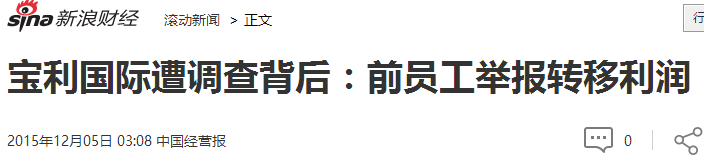 sina 新浪财经 滚动新闻 > 正文 行
宝利国际遭调查背后：前员工举报转移利润
2015年12月05日 03:08 中国经营报 0